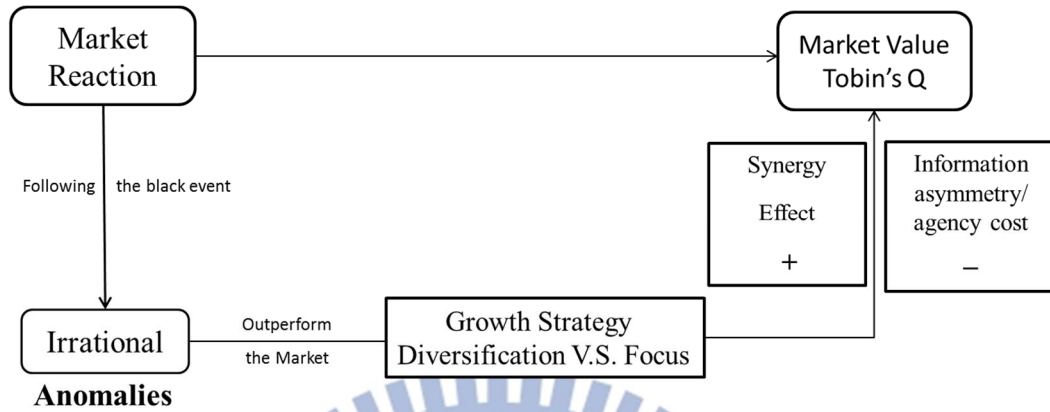 Market
Reaction
Market Value
Tobin's Q
Following the black event
Synergy
Effect
+
Information
asymmetry/
agency cost
−
Irrational
Anomalies
Outperform
the Market
Growth Strategy
Diversification V.S. Focus